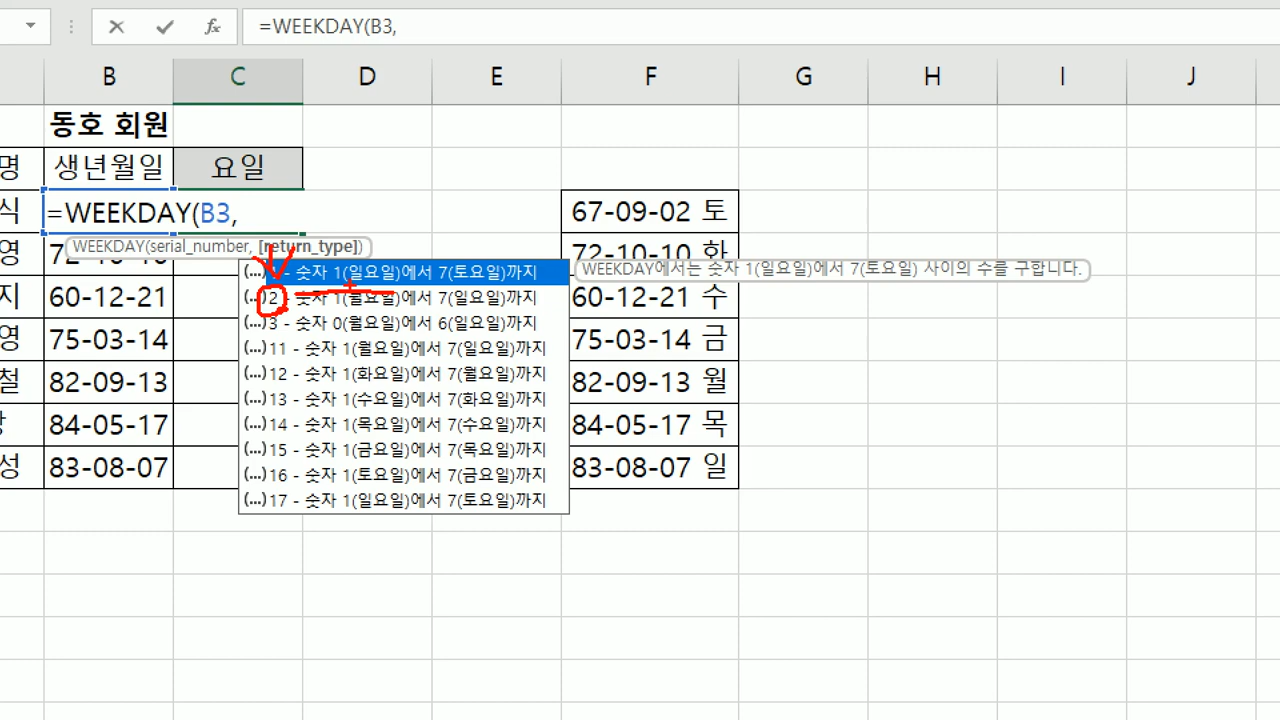 =WEEKDAY(B3,
B C D E F G H I J
동호 회원
명 생년월일 요일
식 =WEEKDAY(B3, 67-09-02 토
WEEKDAY(serial_number, [return_type])
영 72-10-10 72-10-10 화
(...) - 숫자 1(일요일)에서 7(토요일)까지
WEEKDAY에서는 숫자 1(일요일)에서 7(토요일) 사이의 수를 구합니다.
지 60-12-21 60-12-21 수
(...)2 - 숫자 1(월요일)에서 7(일요일)까지
(...)3 - 숫자 0(월요일)에서 6(일요일)까지
영 75-03-14 75-03-14 금
(...)11 - 숫자 1(월요일)에서 7(일요일)까지
(...)12 - 숫자 1(화요일)에서 7(월요일)까지
철 82-09-13 82-09-13 월
(...)13 - 숫자 1(수요일)에서 7(화요일)까지
(...)14 - 숫자 1(목요일)에서 7(수요일)까지
84-05-17 84-05-17 목
(...)15 - 숫자 1(금요일)에서 7(목요일)까지
성 83-08-07 83-08-07 일
(...)16 - 숫자 1(토요일)에서 7(금요일)까지
(...)17 - 숫자 1(일요일)에서 7(토요일)까지